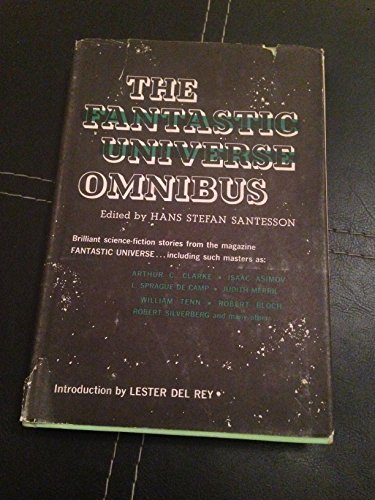 THE
FANTASTIC
UNIVERSE
OMNIBUS
Edited by HANS STEFAN SANTESSON
Brilliant science-fiction stories from the magazine
FANTASTIC UNIVERSE...including such masters as:
ARTHUR C. CLARKE • ISAAC ASIMOV
L. SPRAGUE DE CAMP • JUDITH MERRIL
WILLIAM TENN • ROBERT BLOCH
ROBERT SILVERBERG and many others
Introduction by LESTER DEL REY